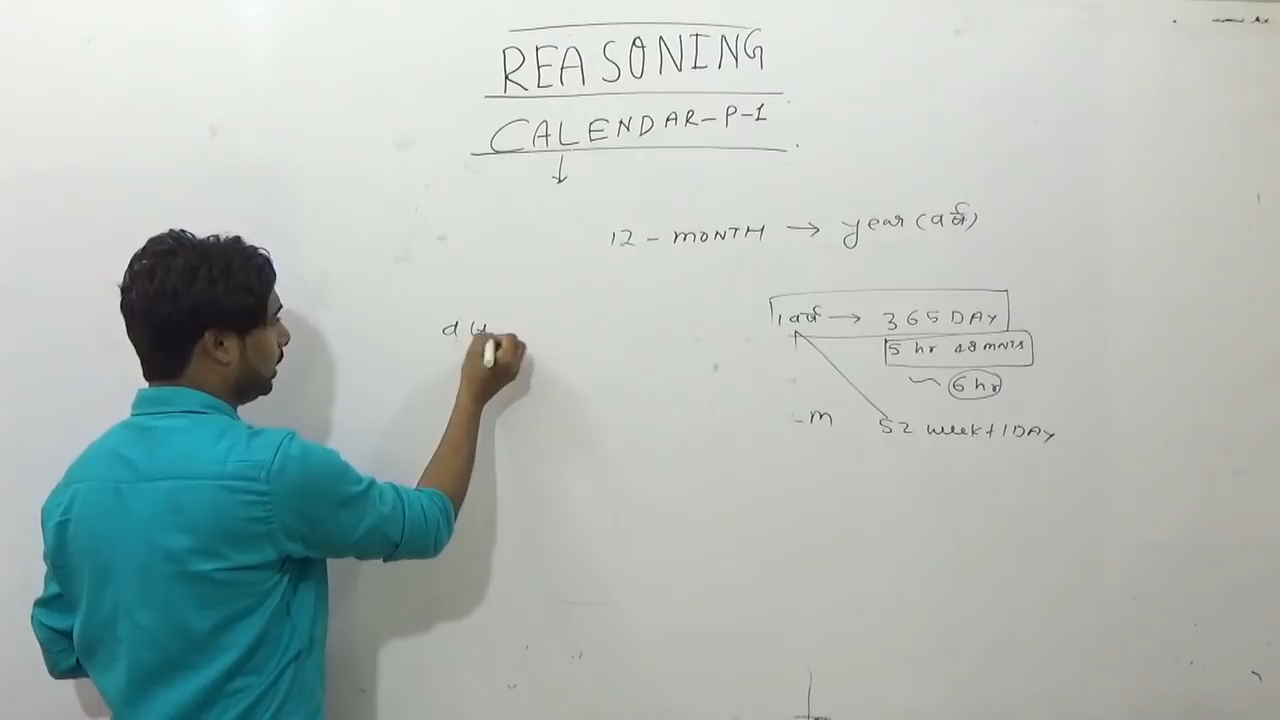 REASONING
CALENDAR-P-1
12 - MONTH → year (वर्ष)
1 वर्ष → 365 DAY
5 hr 48 MNTS
~ 6 hr
-m
52 week + 1 DAY